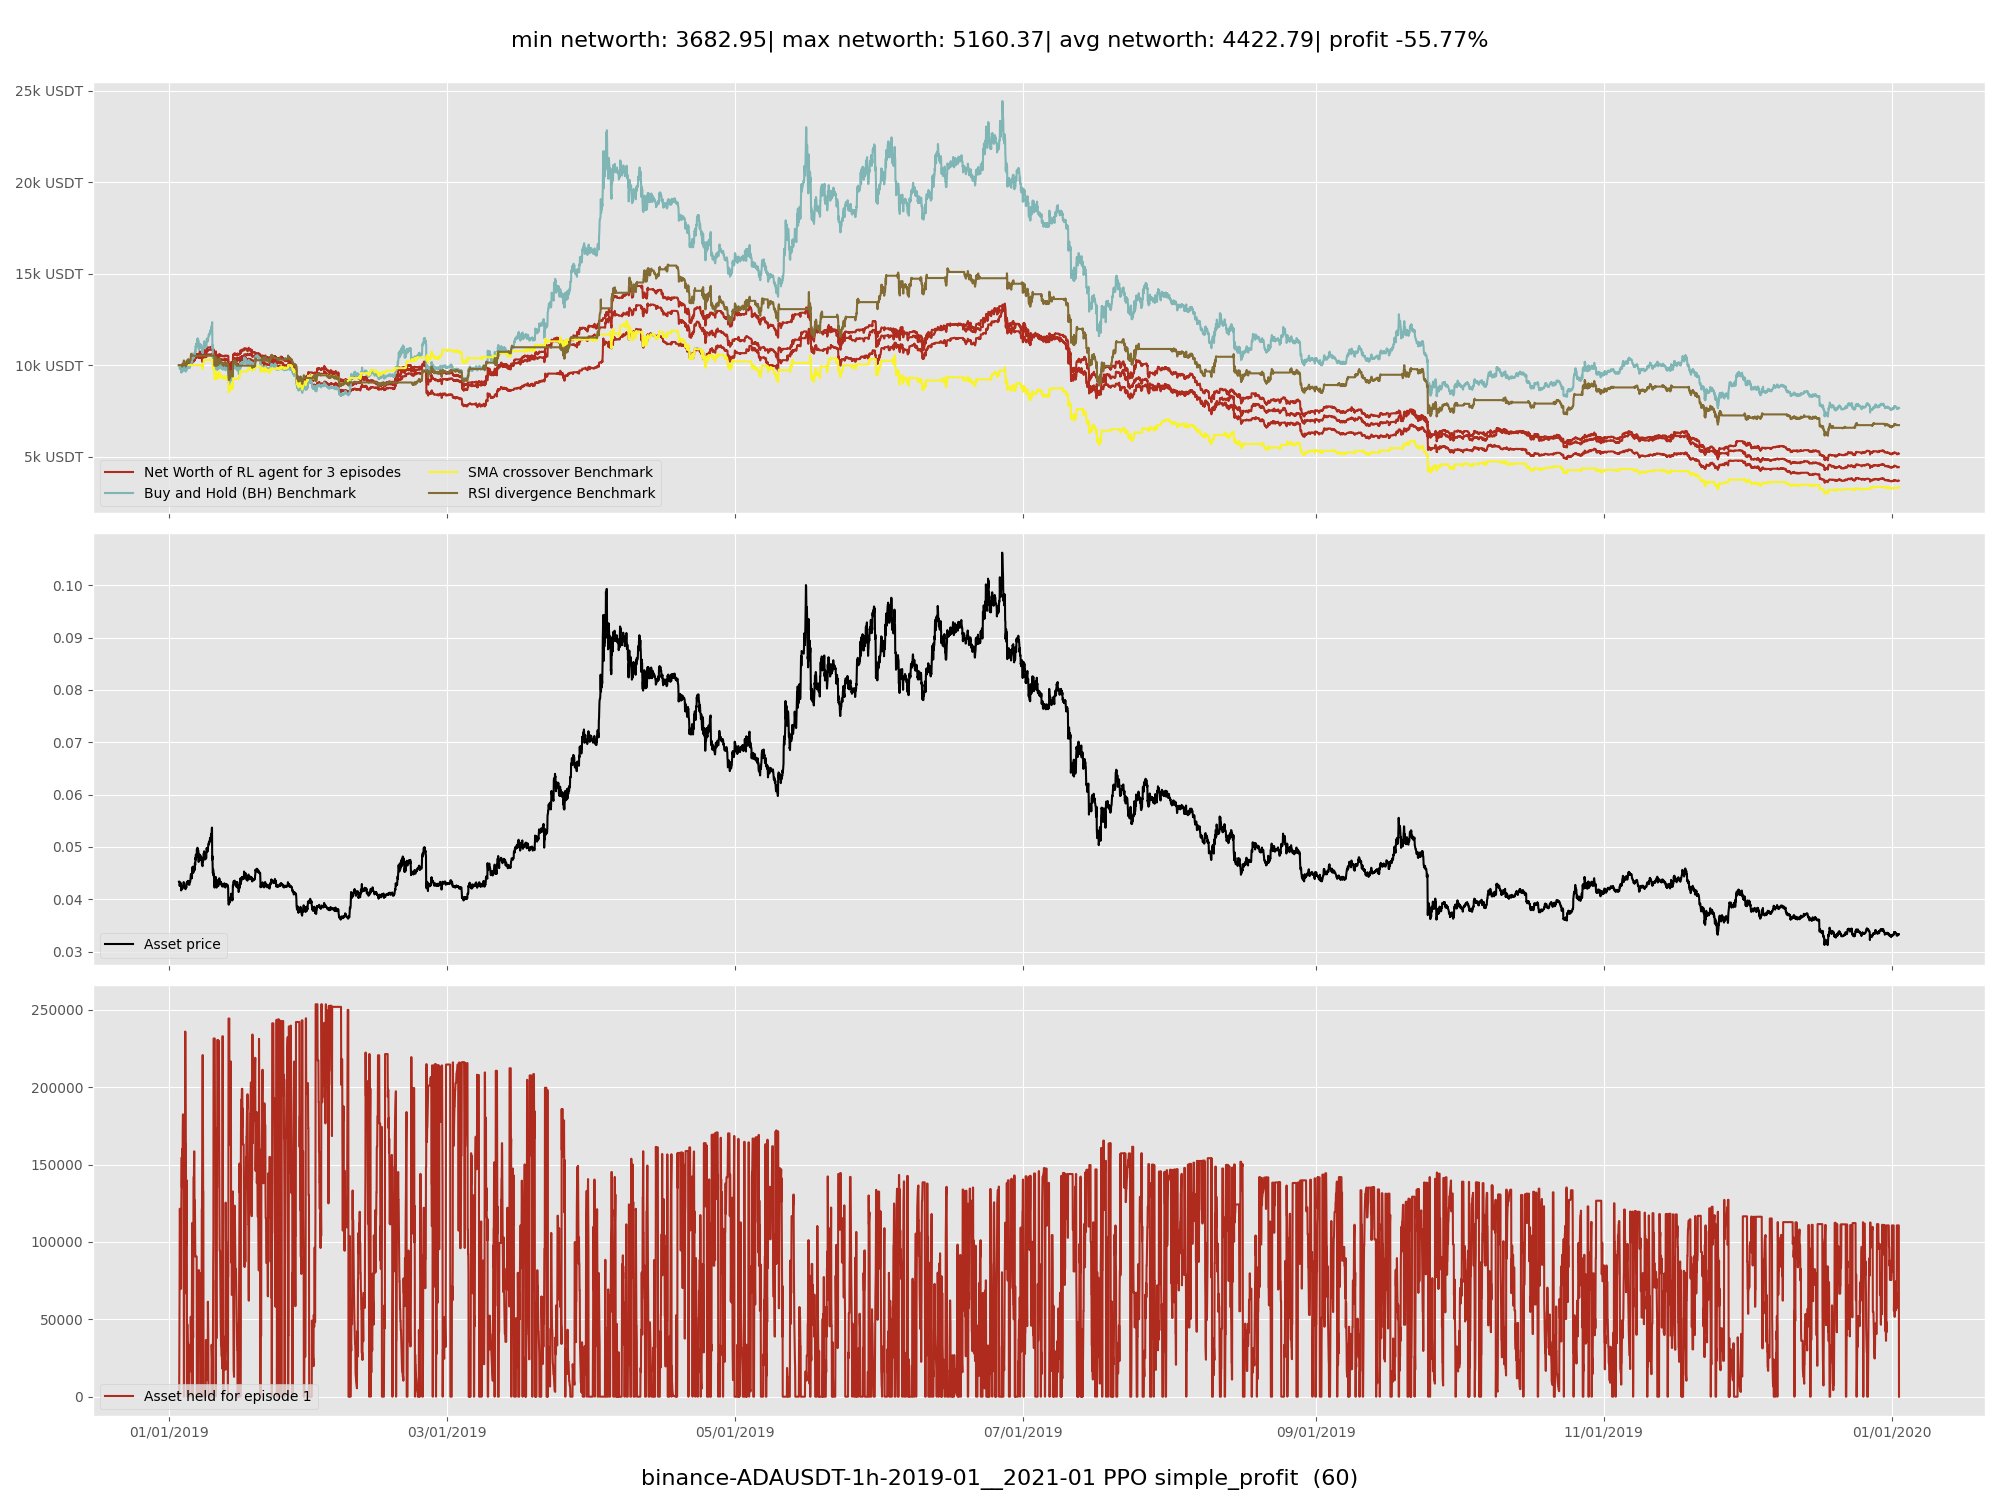 min networth: 3682.95| max networth: 5160.37| avg networth: 4422.79| profit -55.77%
25k USDT
20k USDT
15k USDT
10k USDT
5k USDT
Net Worth of RL agent for 3 episodes
Buy and Hold (BH) Benchmark
SMA crossover Benchmark
RSI divergence Benchmark
0.10
0.09
0.08
0.07
0.06
0.05
0.04
0.03
Asset price
250000
200000
150000
100000
50000
0
Asset held for episode 1
01/01/2019
03/01/2019
05/01/2019
07/01/2019
09/01/2019
11/01/2019
01/01/2020
binance-ADAUSDT-1h-2019-01__2021-01 PPO simple_profit  (60)